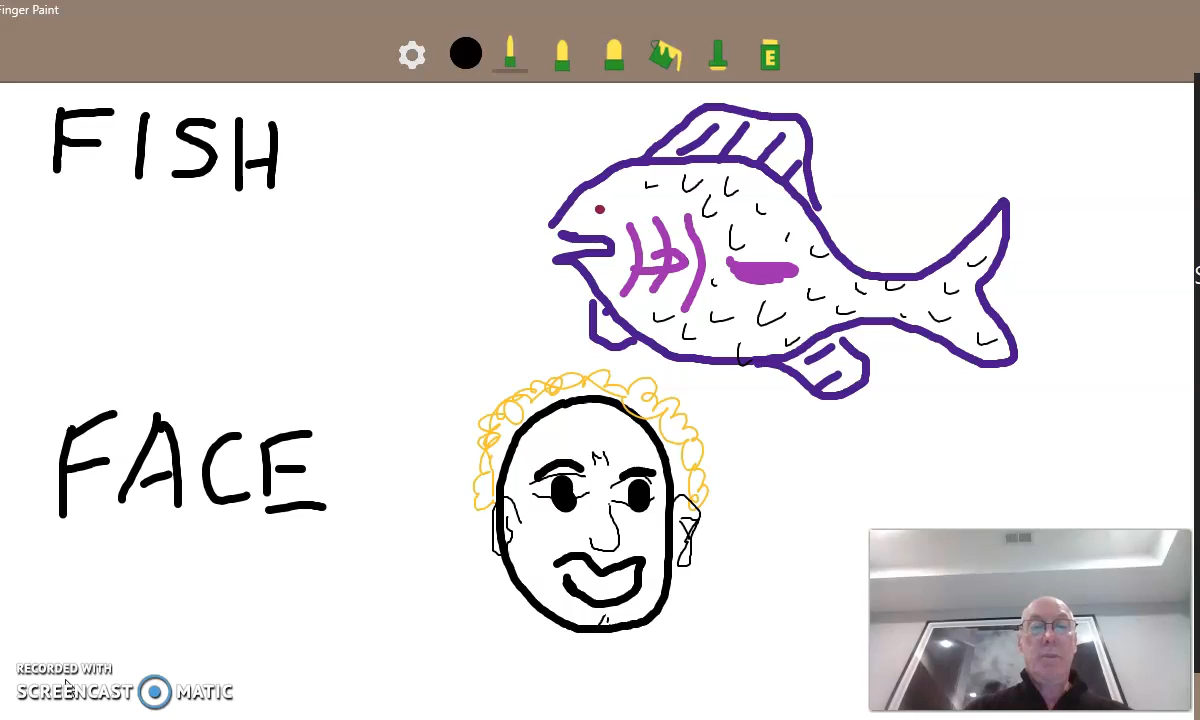 Finger Paint
E
FISH
FACE
RECORDED WITH
SCREENCAST MATIC